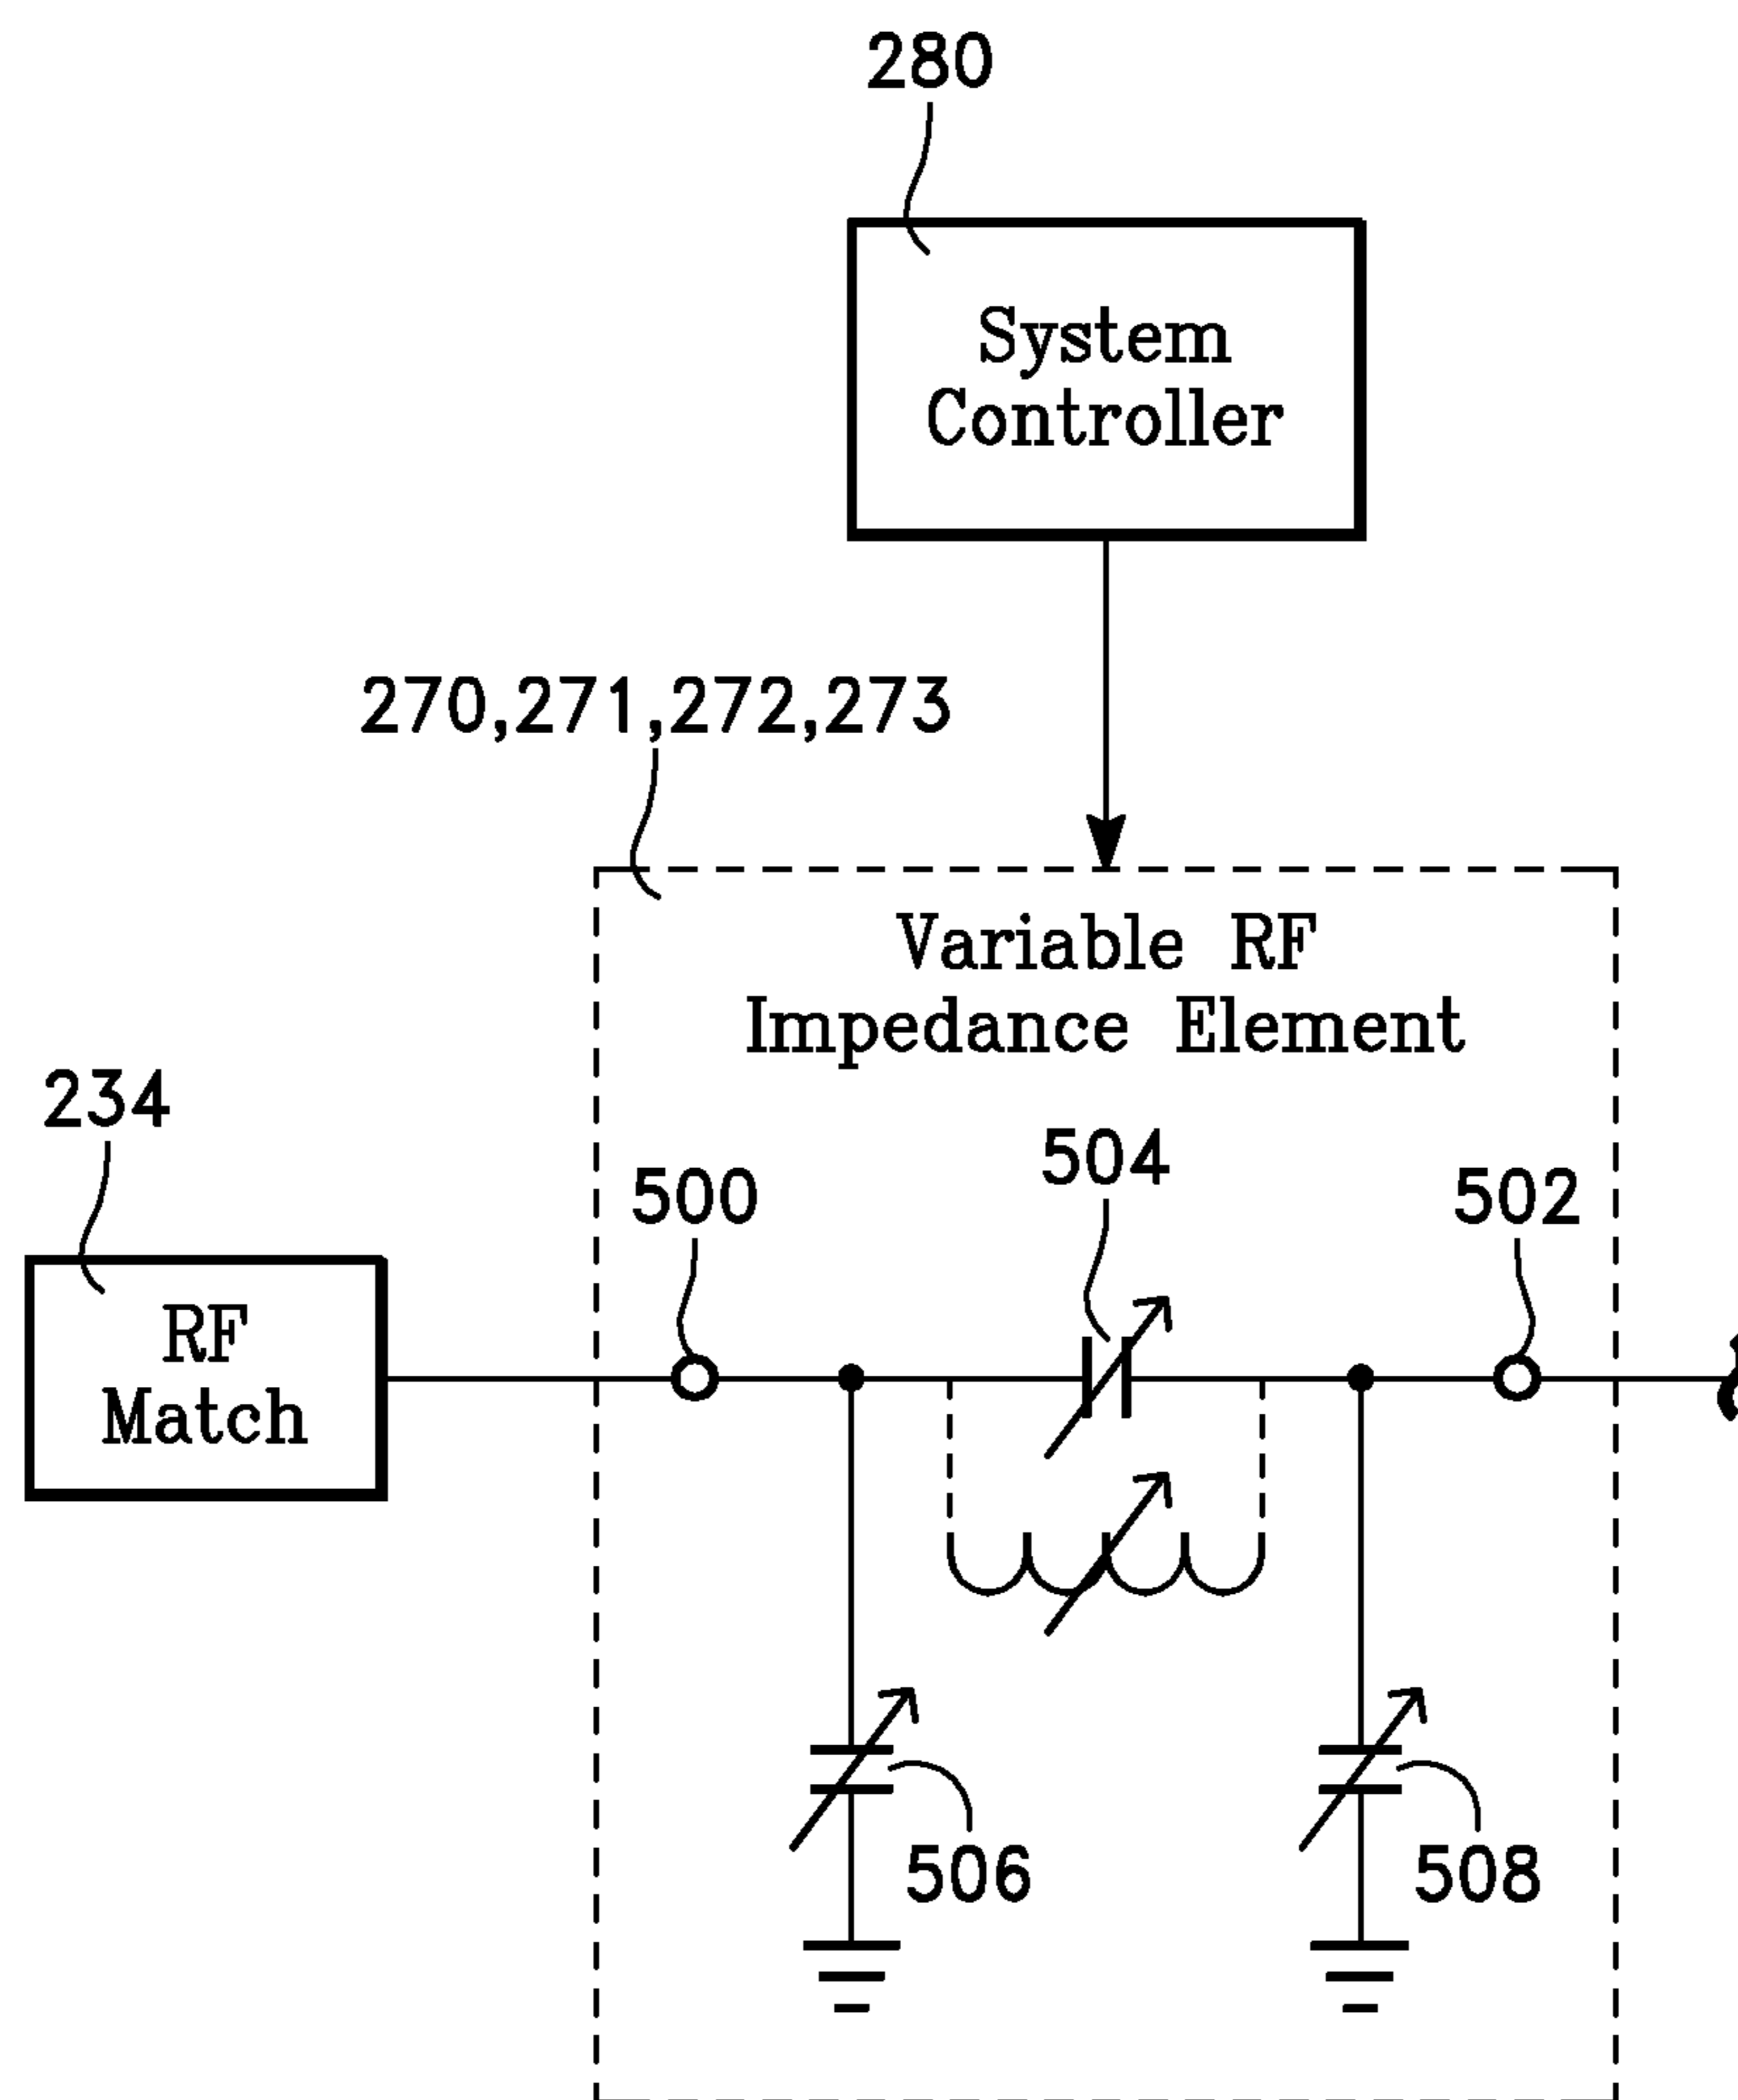 280
System
Controller
270,271,272,273
Variable RF
Impedance Element
234
500
504
502
RF
Match
506
508